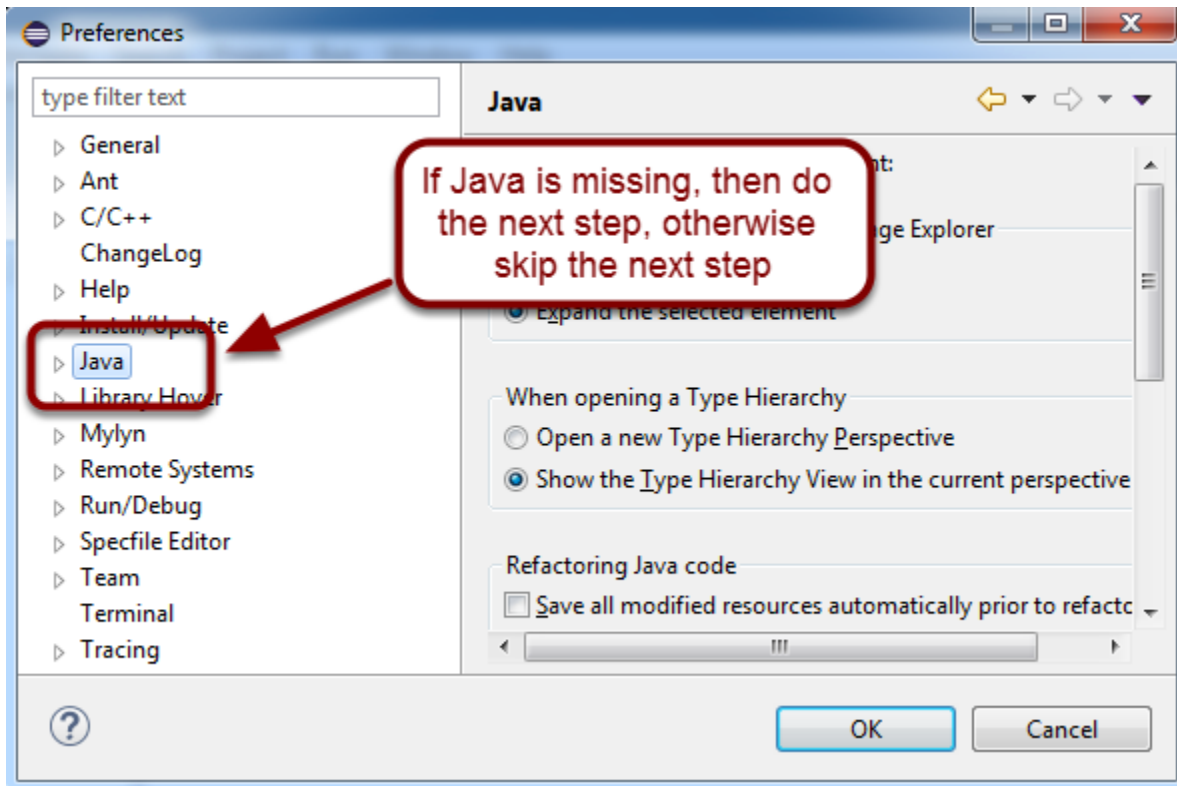 Preferences
type filter text
General
Ant
C/C++
ChangeLog
Help
Install/Update
Java
Library Hover
Mylyn
Remote Systems
Run/Debug
Specfile Editor
Team
Terminal
Tracing
Java
If Java is missing, then do
the next step, otherwise
skip the next step
Explorer
Expand the selected element
When opening a Type Hierarchy
Open a new Type Hierarchy Perspective
Show the Type Hierarchy View in the current perspective
Refactoring Java code
Save all modified resources automatically prior to refacto
OK
Cancel